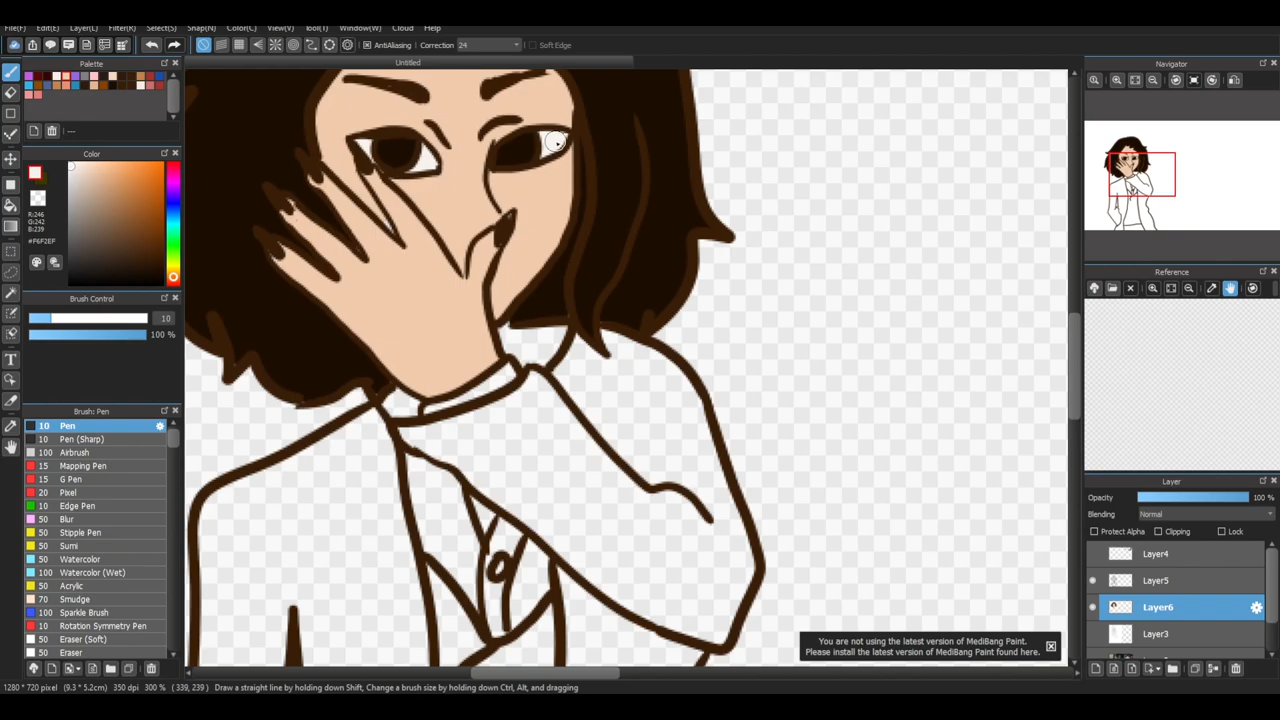 File(F) Edit(E) Layer(L) Filter(R) Select(S) Snap(N) Color(C) View(V) Tool(T) Window(W) Cloud Help
AntiAliasing Correction 24 Soft Edge
Untitled
Palette
---
Color
R:246
G:242
B:239
#F6F2EF
Brush Control
10
100 %
Brush: Pen
10 Pen
10 Pen (Sharp)
100 Airbrush
15 Mapping Pen
15 G Pen
20 Pixel
10 Edge Pen
50 Blur
50 Stipple Pen
50 Sumi
50 Watercolor
100 Watercolor (Wet)
50 Acrylic
70 Smudge
100 Sparkle Brush
10 Rotation Symmetry Pen
50 Eraser (Soft)
50 Eraser
Navigator
Reference
Layer
Opacity 100 %
Blending Normal
Protect Alpha Clipping Lock
Layer4
Layer5
Layer6
Layer3
You are not using the latest version of MediBang Paint.
Please install the latest version of MediBang Paint found here.
1280 * 720 pixel (9.3 * 5.2cm) 350 dpi 300 % ( 339, 239 ) Draw a straight line by holding down Shift, Change a brush size by holding down Ctrl, Alt, and dragging